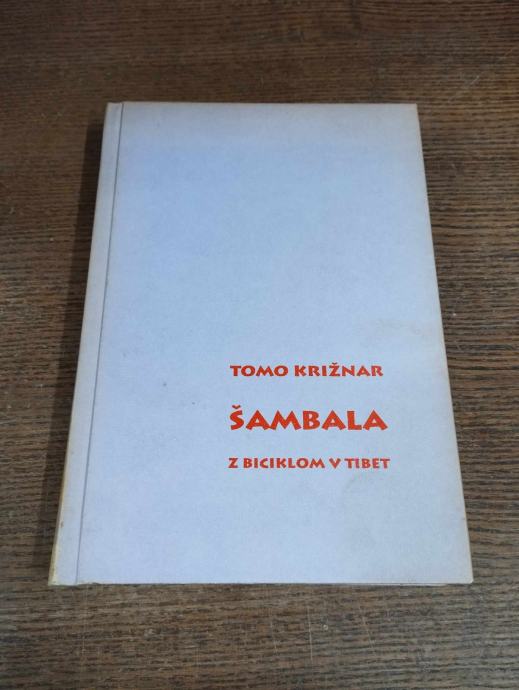 TOMO KRIŽNAR
ŠAMBALA
Z BICIKLOM V TIBET